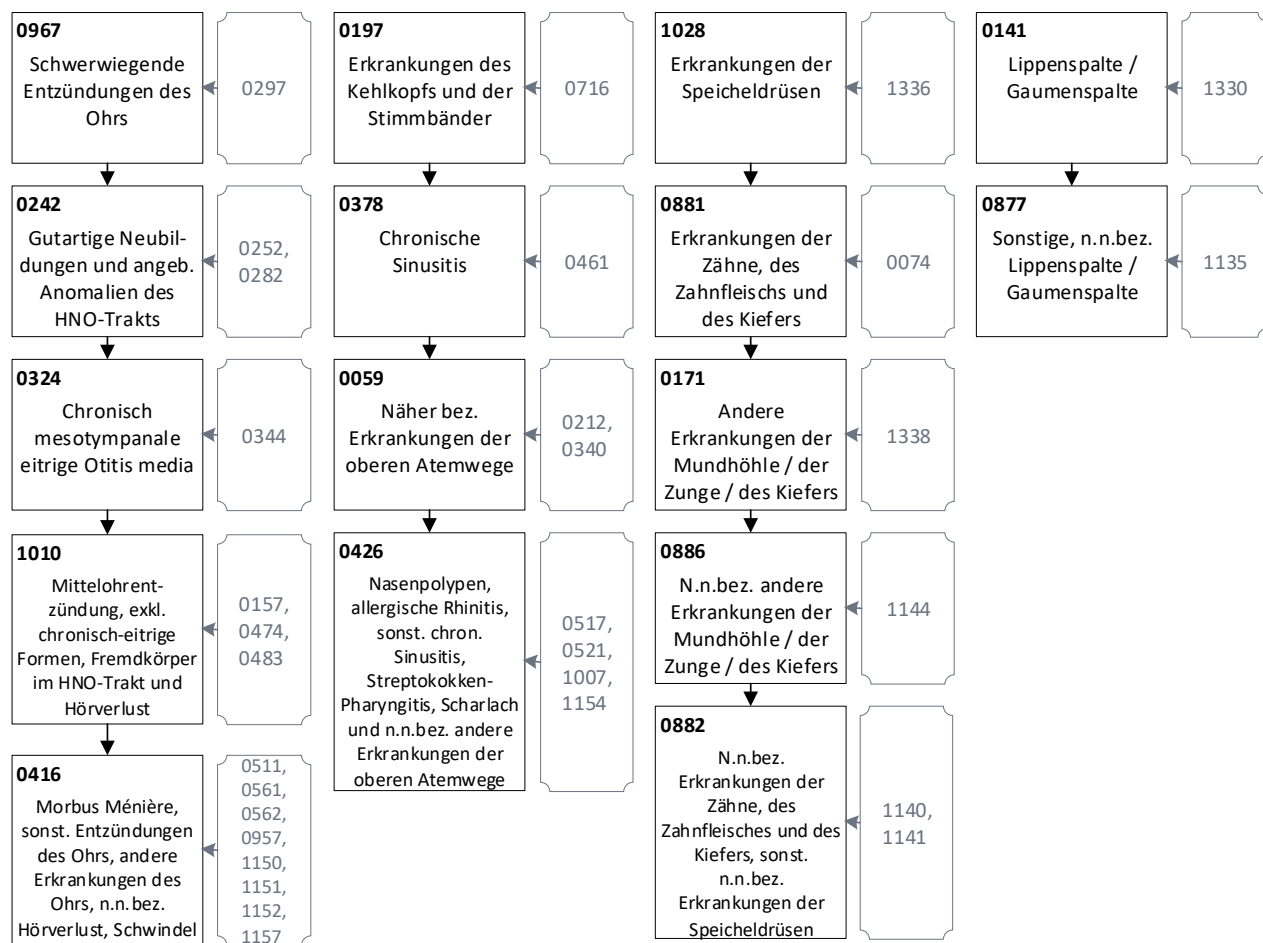 0967
Schwerwiegende
Entzündungen des
Ohrs
0297
0242
Gutartige Neubil-
dungen und angeb.
Anomalien des
HNO-Trakts
0252,
0282
0324
Chronisch
mesotympanale
eitrige Otitis media
0344
1010
Mittelohrent-
zündung, exkl.
chronisch-eitrige
Formen, Fremdkörper
im HNO-Trakt und
Hörverlust
0157,
0474,
0483
0416
Morbus Ménière,
sonst. Entzündungen
des Ohrs, andere
Erkrankungen des
Ohrs, n.n.bez.
Hörverlust, Schwindel
0511,
0561,
0562,
0957,
1150,
1151,
1152,
1157
0197
Erkrankungen des
Kehlkopfs und der
Stimmbänder
0716
0378
Chronische
Sinusitis
0461
0059
Näher bez.
Erkrankungen der
oberen Atemwege
0212,
0340
0426
Nasenpolypen,
allergische Rhinitis,
sonst. chron.
Sinusitis,
Streptokokken-
Pharyngitis, Scharlach
und n.n.bez. andere
Erkrankungen der
oberen Atemwege
0517,
0521,
1007,
1154
1028
Erkrankungen der
Speicheldrüsen
1336
0881
Erkrankungen der
Zähne, des
Zahnfleischs und
des Kiefers
0074
0171
Andere
Erkrankungen der
Mundhöhle / der
Zunge / des Kiefers
1338
0886
N.n.bez. andere
Erkrankungen der
Mundhöhle / der
Zunge / des Kiefers
1144
0882
N.n.bez.
Erkrankungen der
Zähne, des
Zahnfleisches und des
Kiefers, sonst.
n.n.bez.
Erkrankungen der
Speicheldrüsen
1140,
1141
0141
Lippenspalte /
Gaumenspalte
1330
0877
Sonstige, n.n.bez.
Lippenspalte /
Gaumenspalte
1135